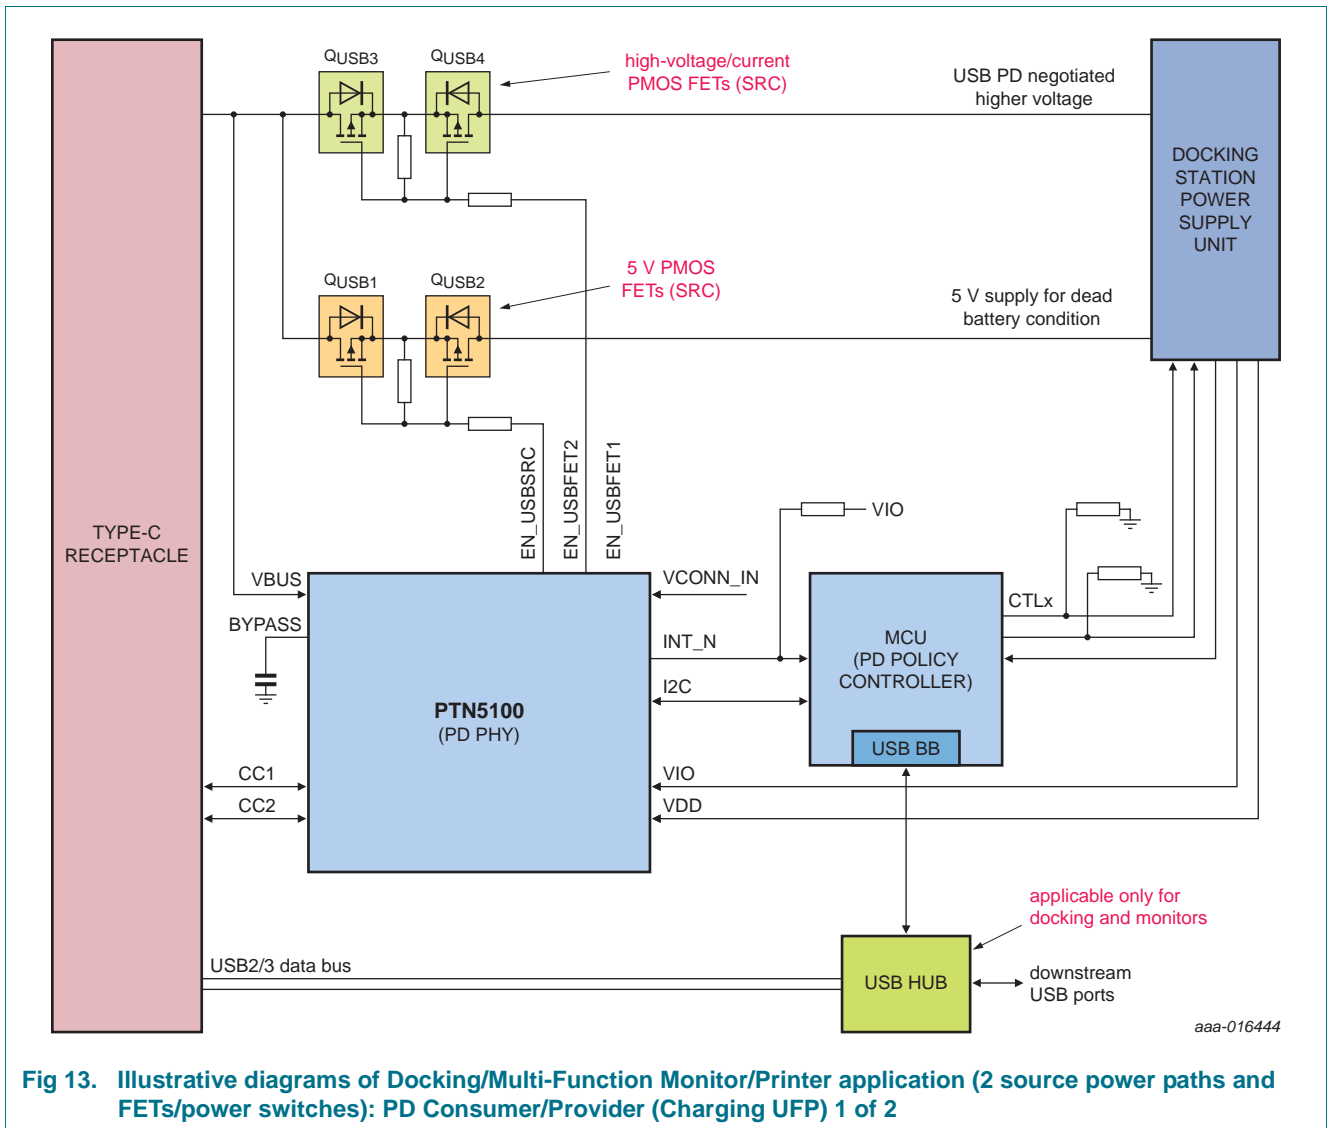 QUSB3
QUSB4
high-voltage/current
PMOS FETs (SRC)
USB PD negotiated
higher voltage
DOCKING
STATION
POWER
SUPPLY
UNIT
QUSB1
QUSB2
5 V PMOS
FETs (SRC)
5 V supply for dead
battery condition
EN_USBSRC
EN_USBFET2
EN_USBFET1
VIO
TYPE-C
RECEPTACLE
VBUS
VCONN_IN
BYPASS
INT_N
I2C
CTLx
MCU
(PD POLICY
CONTROLLER)
PTN5100
(PD PHY)
USB BB
CC1
CC2
VIO
VDD
applicable only for
docking and monitors
USB2/3 data bus
USB HUB
downstream
USB ports
aaa-016444
Fig 13. Illustrative diagrams of Docking/Multi-Function Monitor/Printer application (2 source power paths and
FETs/power switches): PD Consumer/Provider (Charging UFP) 1 of 2